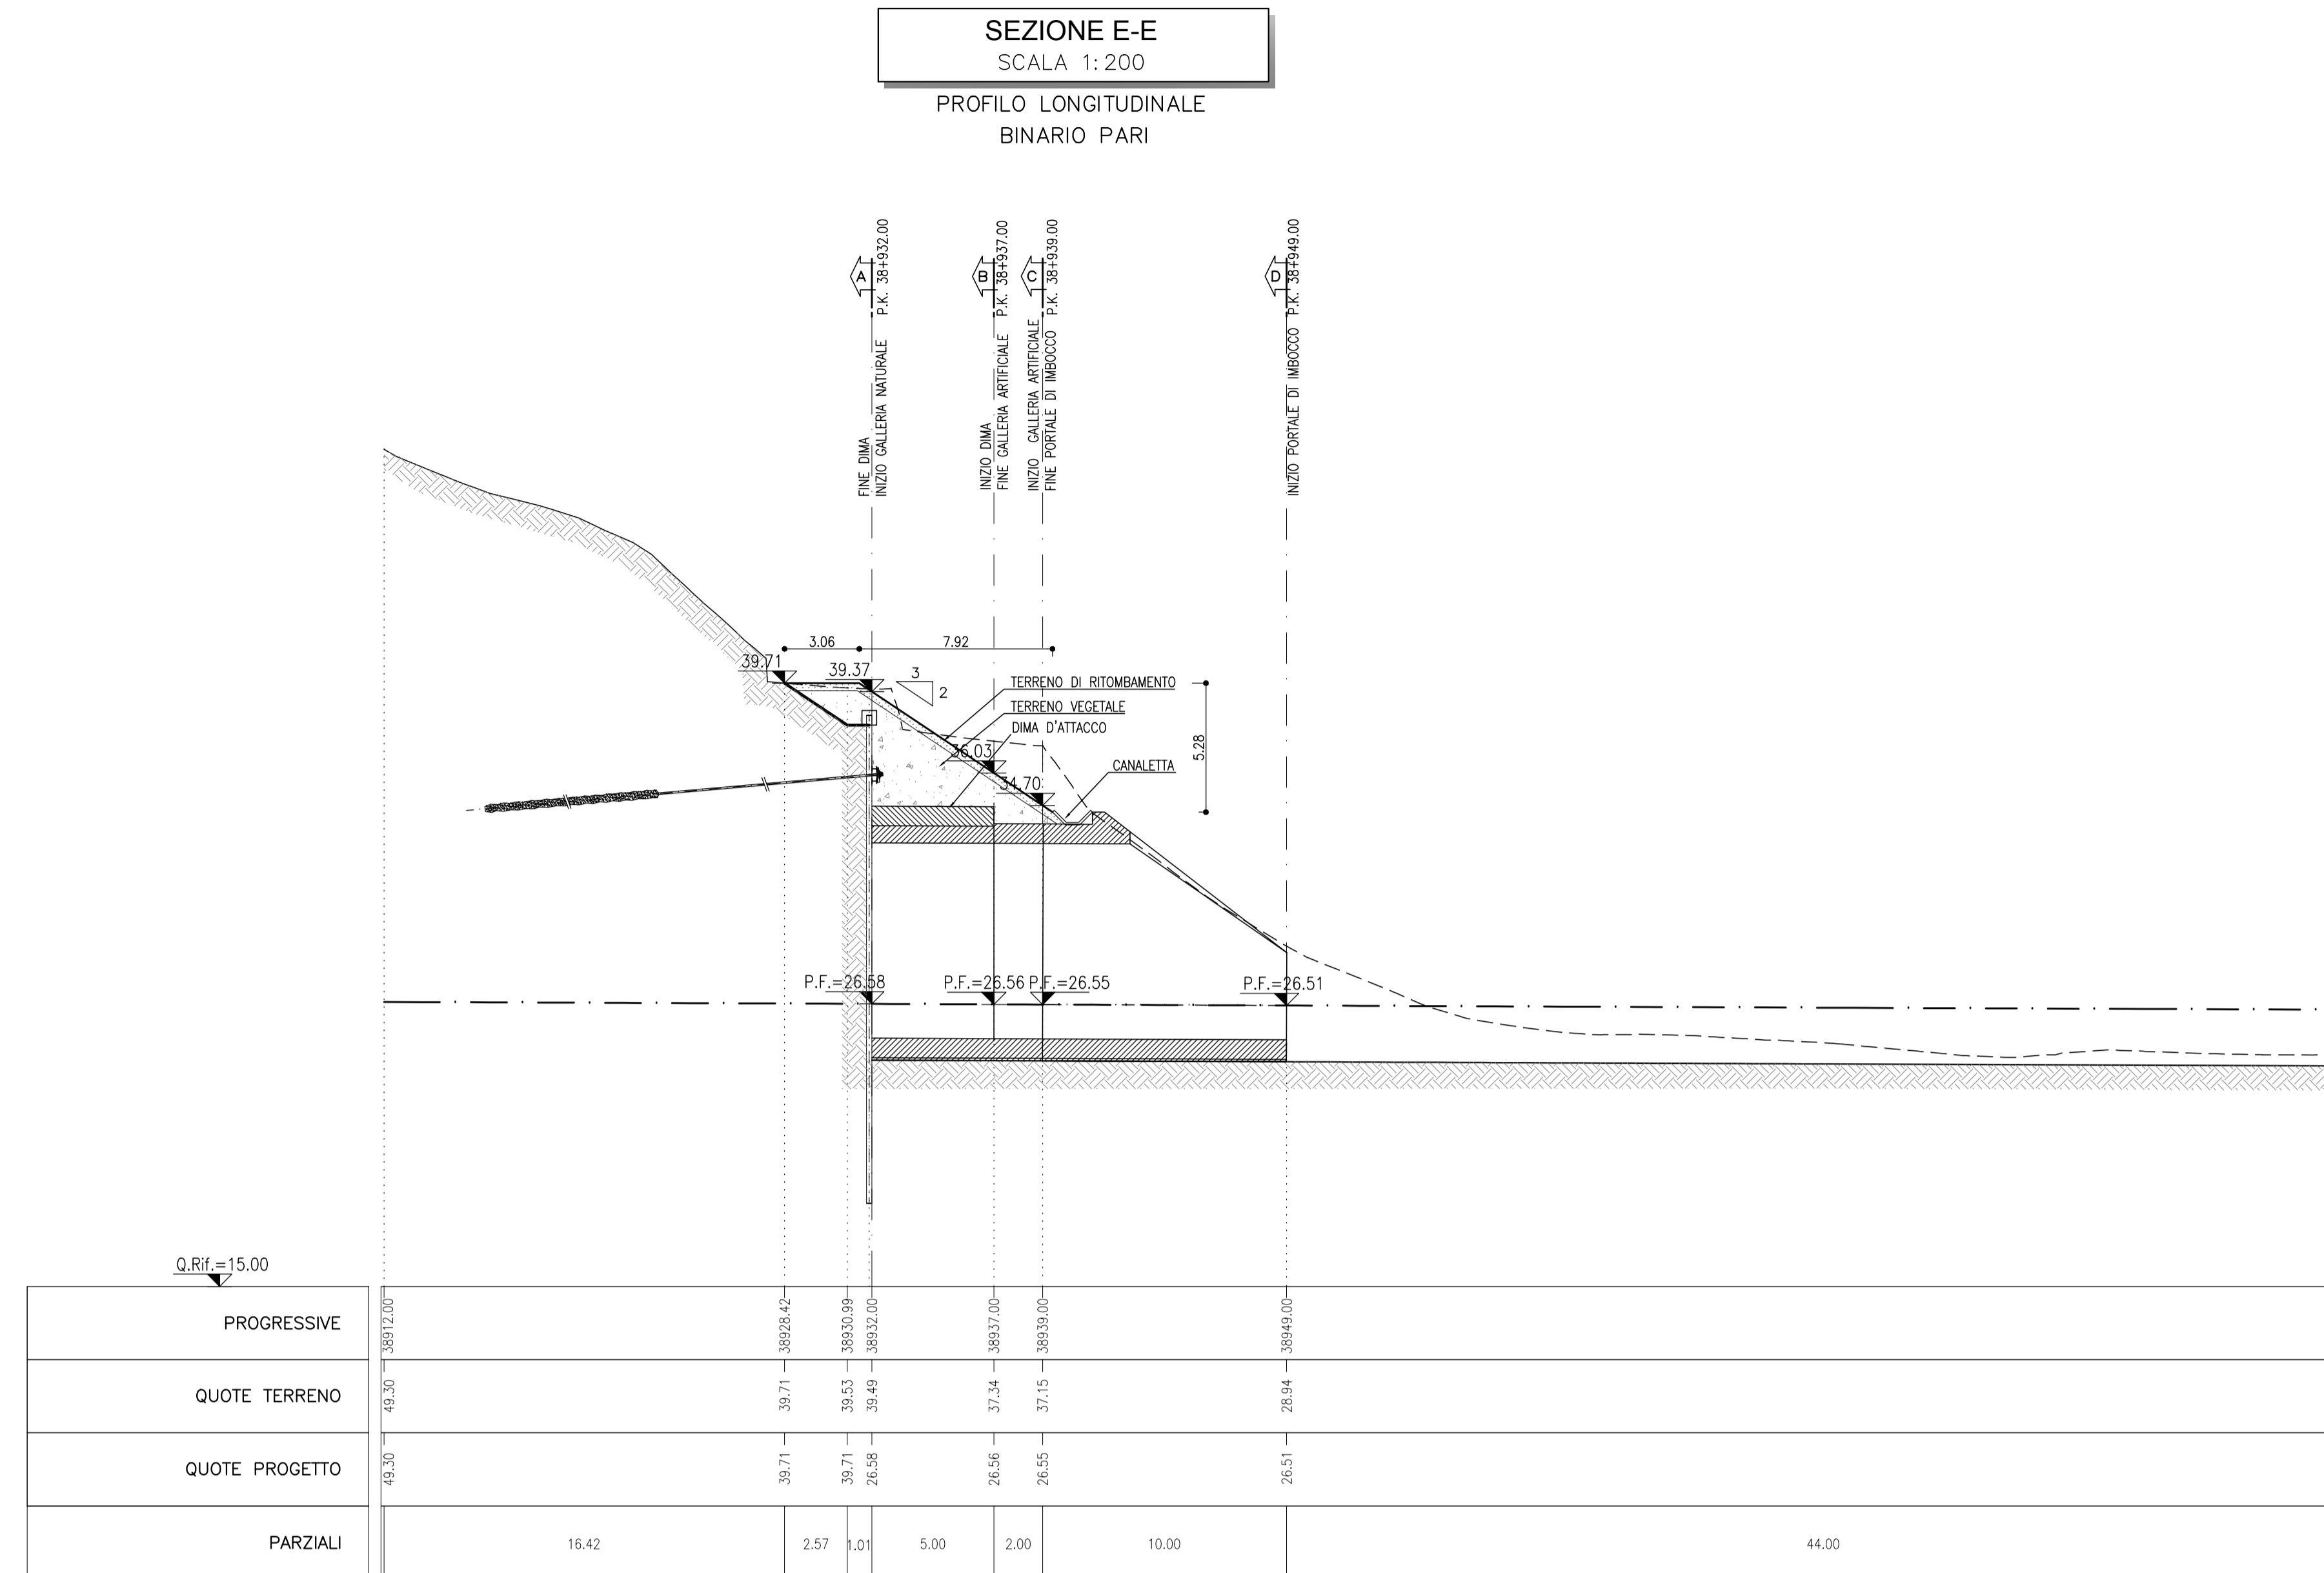 SEZIONE E-E
SCALA 1:200
PROFILO LONGITUDINALE
BINARIO PARI
A
P.K. 38+932.00
FINE DIMA
INIZIO GALLERIA NATURALE
B
P.K. 38+937.00
INIZIO DIMA
FINE GALLERIA ARTIFICIALE
C
P.K. 38+939.00
INIZIO GALLERIA ARTIFICIALE
FINE PORTALE DI IMBOCCO
D
P.K. 38+949.00
INIZIO PORTALE DI IMBOCCO
3.06
7.92
39.71
39.37
3
2
TERRENO DI RITOMBAMENTO
TERRENO VEGETALE
DIMA D'ATTACCO
36.03
5.28
CANALETTA
34.70
P.F.=26.58
P.F.=26.56
P.F.=26.55
P.F.=26.51
Q.Rif.=15.00
PROGRESSIVE
38912.00
38928.42
38930.99
38932.00
38937.00
38939.00
38949.00
QUOTE TERRENO
49.30
39.71
39.53
39.49
37.34
37.15
28.94
QUOTE PROGETTO
49.30
39.71
39.71
26.58
26.56
26.55
26.51
PARZIALI
16.42
2.57
1.01
5.00
2.00
10.00
44.00